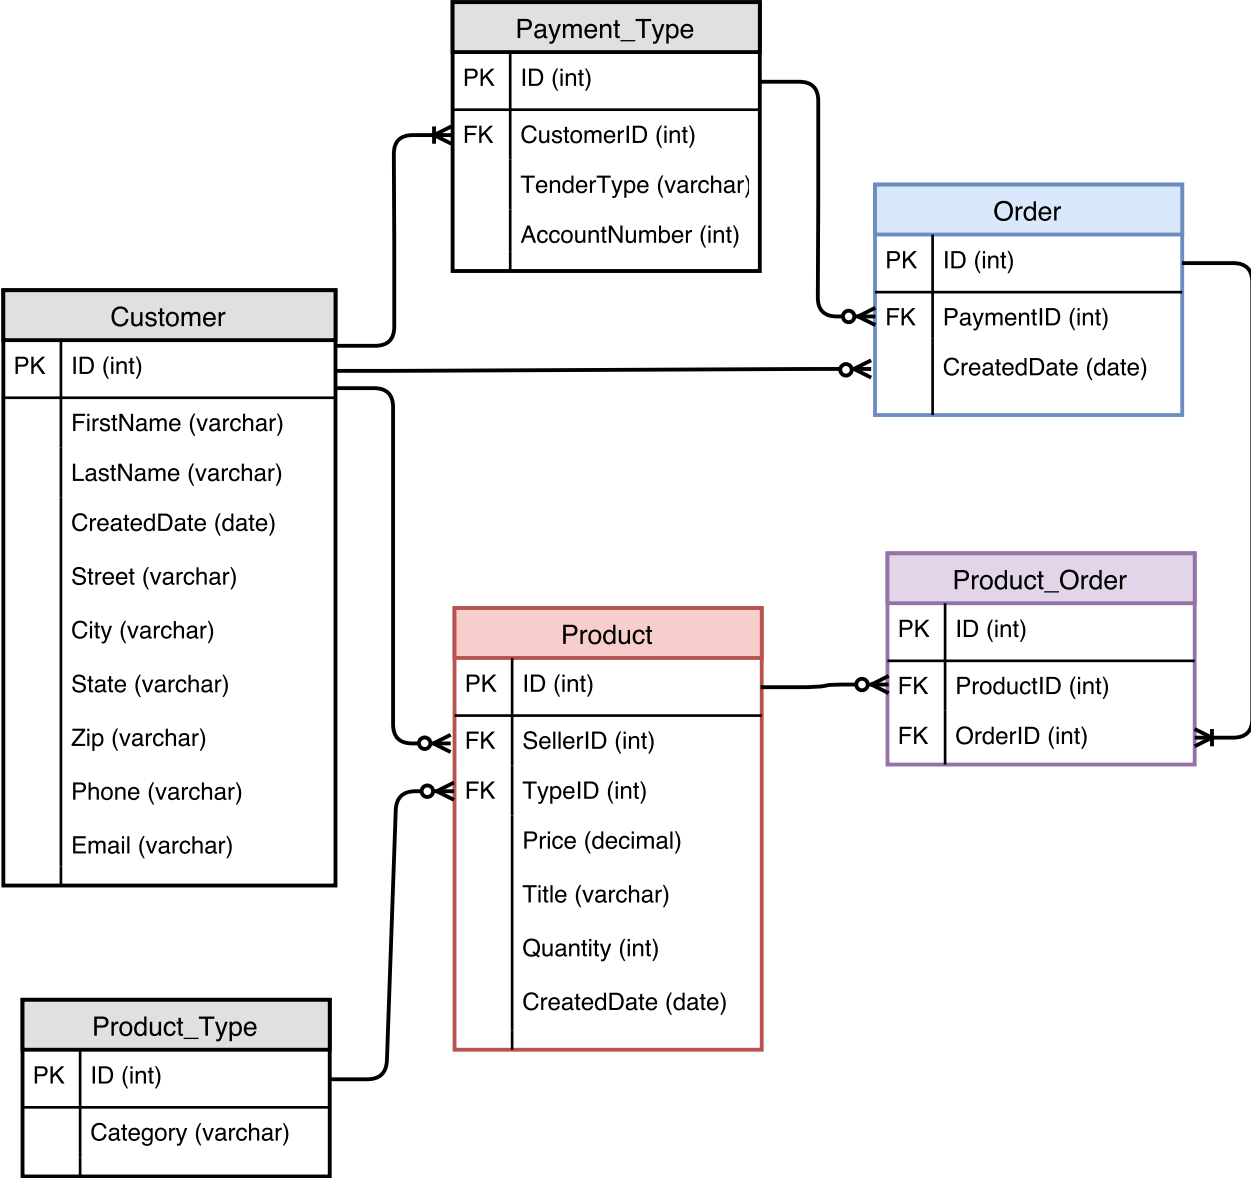 Payment_Type
PK ID (int)
FK CustomerID (int)
TenderType (varchar)
AccountNumber (int)
Order
PK ID (int)
FK PaymentID (int)
CreatedDate (date)
Customer
PK ID (int)
FirstName (varchar)
LastName (varchar)
CreatedDate (date)
Street (varchar)
City (varchar)
State (varchar)
Zip (varchar)
Phone (varchar)
Email (varchar)
Product_Order
PK ID (int)
FK ProductID (int)
FK OrderID (int)
Product
PK ID (int)
FK SellerID (int)
FK TypeID (int)
Price (decimal)
Title (varchar)
Quantity (int)
CreatedDate (date)
Product_Type
PK ID (int)
Category (varchar)